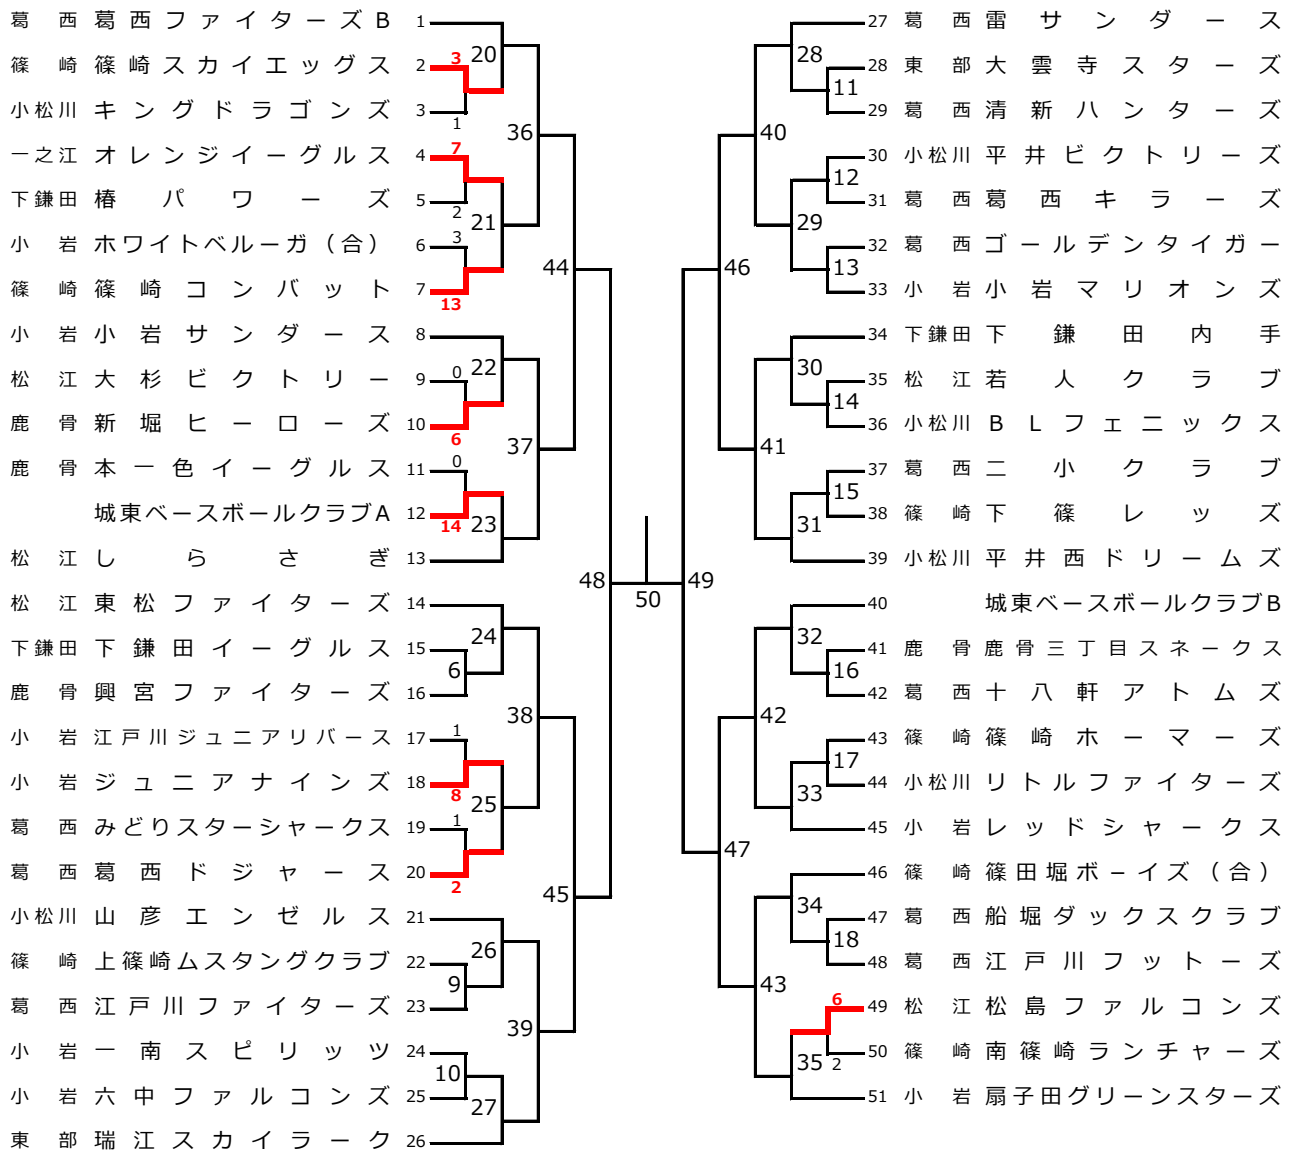 葛西 葛西ファイターズB 1
篠崎 篠崎スカイエッグス 2
小松川 キングドラゴンズ 3
一之江 オレンジイーグルス 4
下鎌田 椿パワーズ 5
小岩 ホワイトベルーガ（合） 6
篠崎 篠崎コンバット 7
小岩 小岩サンダース 8
松江 大杉ビクトリー 9
鹿骨 新堀ヒーローズ 10
鹿骨 本一色イーグルス 11
城東ベースボールクラブA 12
松江 しらさぎ 13
松江 東松ファイターズ 14
下鎌田 下鎌田イーグルス 15
鹿骨 興宮ファイターズ 16
小岩 江戸川ジュニアリバース 17
小岩 ジュニアナインズ 18
葛西 みどりスターシャークス 19
葛西 葛西ドジャース 20
小松川 山彦エンゼルス 21
篠崎 上篠崎ムスタングクラブ 22
葛西 江戸川ファイターズ 23
小岩 一南スピリッツ 24
小岩 六中ファルコンズ 25
東部 瑞江スカイラーク 26
3
1
7
2
3
13
0
6
0
14
1
8
1
2
6
9
10
20
21
22
23
24
25
26
27
36
37
38
39
44
45
48
50
49
46
47
40
41
42
43
28
29
30
31
32
33
34
35
11
12
13
14
15
16
17
18
6
2
27 葛西 雷サンダース
28 東部 大雲寺スターズ
29 葛西 清新ハンターズ
30 小松川 平井ビクトリーズ
31 葛西 葛西キラーズ
32 葛西 ゴールデンタイガー
33 小岩 小岩マリオンズ
34 下鎌田 下鎌田内手
35 松江 若人クラブ
36 小松川 BLフェニックス
37 葛西 二小クラブ
38 篠崎 下篠レッズ
39 小松川 平井西ドリームズ
40 城東ベースボールクラブB
41 鹿骨 鹿骨三丁目スネークス
42 葛西 十八軒アトムズ
43 篠崎 篠崎ホーマーズ
44 小松川 リトルファイターズ
45 小岩 レッドシャークス
46 篠崎 篠田堀ボーイズ（合）
47 葛西 船堀ダックスクラブ
48 葛西 江戸川フットーズ
49 松江 松島ファルコンズ
50 篠崎 南篠崎ランチャーズ
51 小岩 扇子田グリーンスターズ